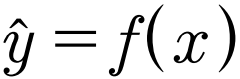 ŷ = f(x)